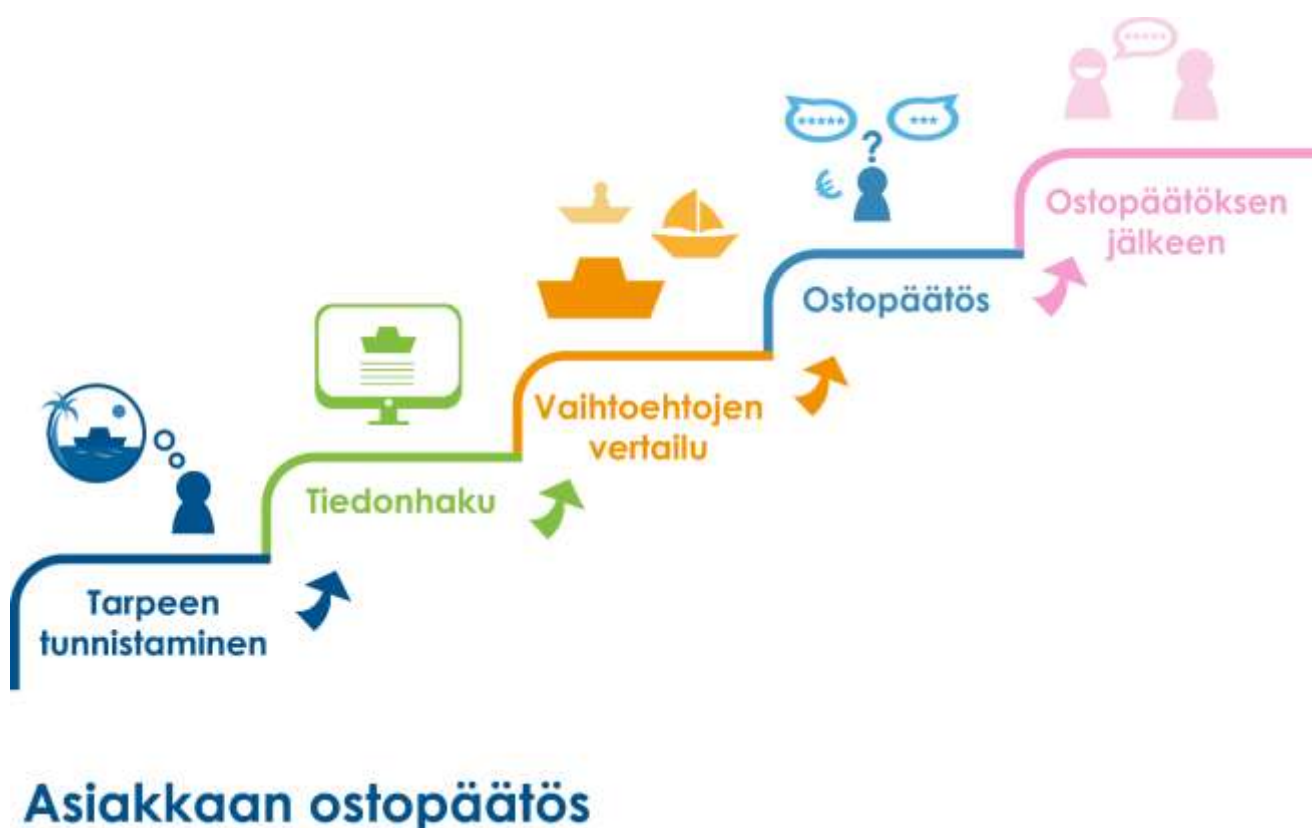 *****
*****
***
?
€
Ostopäätöksen
jälkeen
Ostopäätös
Vaihtoehtojen
vertailu
Tiedonhaku
Tarpeen
tunnistaminen
Asiakkaan ostopäätös